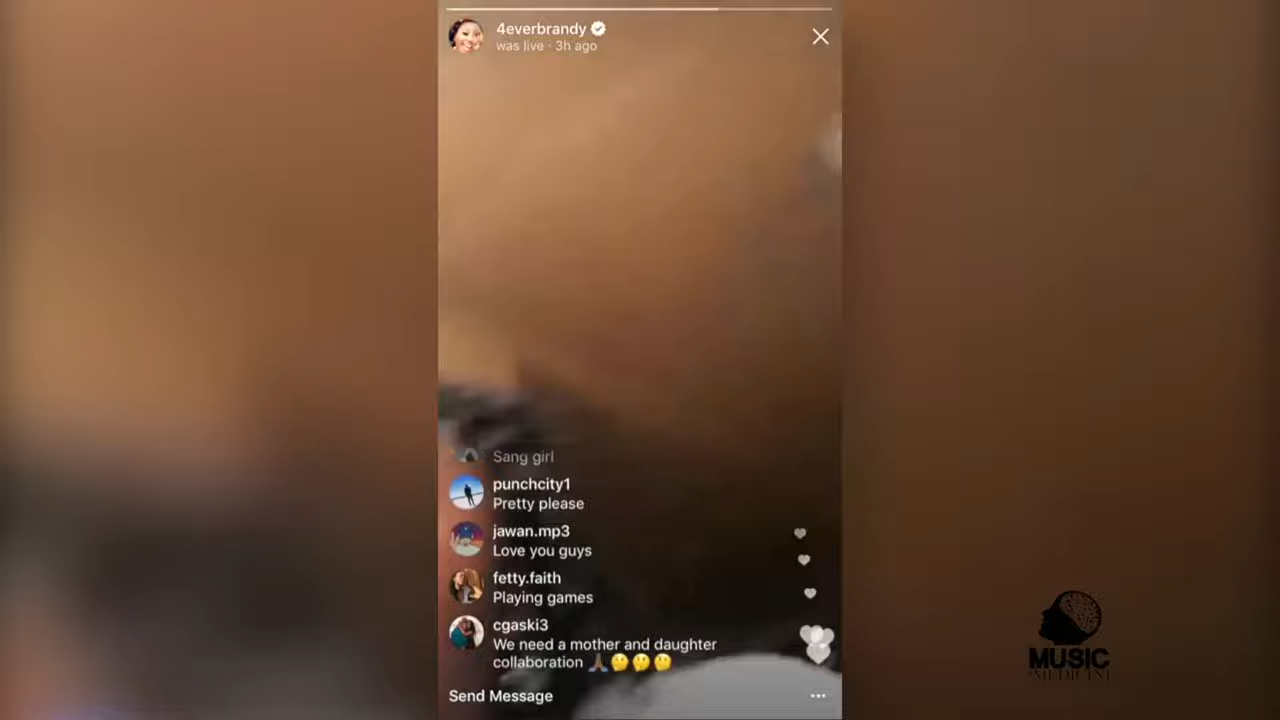 4everbrandy
was live · 3h ago
Sang girl
punchcity1
Pretty please
jawan.mp3
Love you guys
fetty.faith
Playing games
cgaski3
We need a mother and daughter
collaboration 🙏🏾🤔🤔🤔
Send Message
MUSIC
MEDICINE